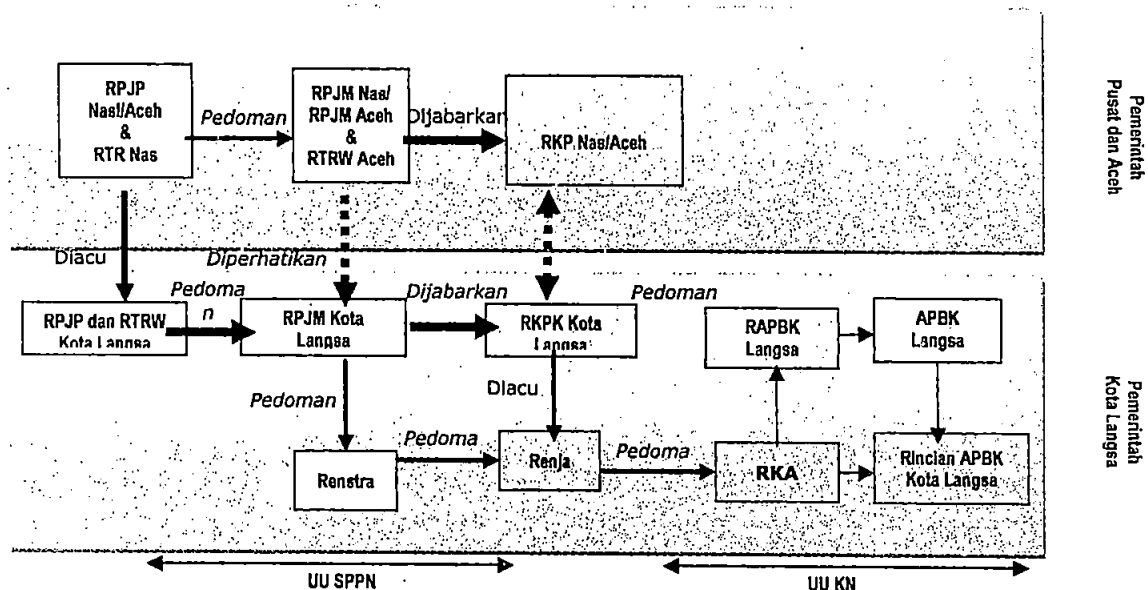 RPJP
Nasl/Aceh
&
RTR Nas
Pedoman
RPJM Nas/
RPJM Aceh
&
RTRW Aceh
Dijabarkan
RKP Nas/Aceh
Pemerintah
Pusat dan Aceh
Diacu
Diperhatikan
RPJP dan RTRW
Kota Langsa
Pedoma
n
RPJM Kota
Langsa
Dijabarkan
RKPK Kota
Langsa
Pedoman
RAPBK
Langsa
APBK
Langsa
Pedoman
Diacu
Renstra
Pedoma
Renja
Pedoma
RKA
Rincian APBK
Kota Langsa
Pemerintah
Kota Langsa
UU SPPN
UU KN